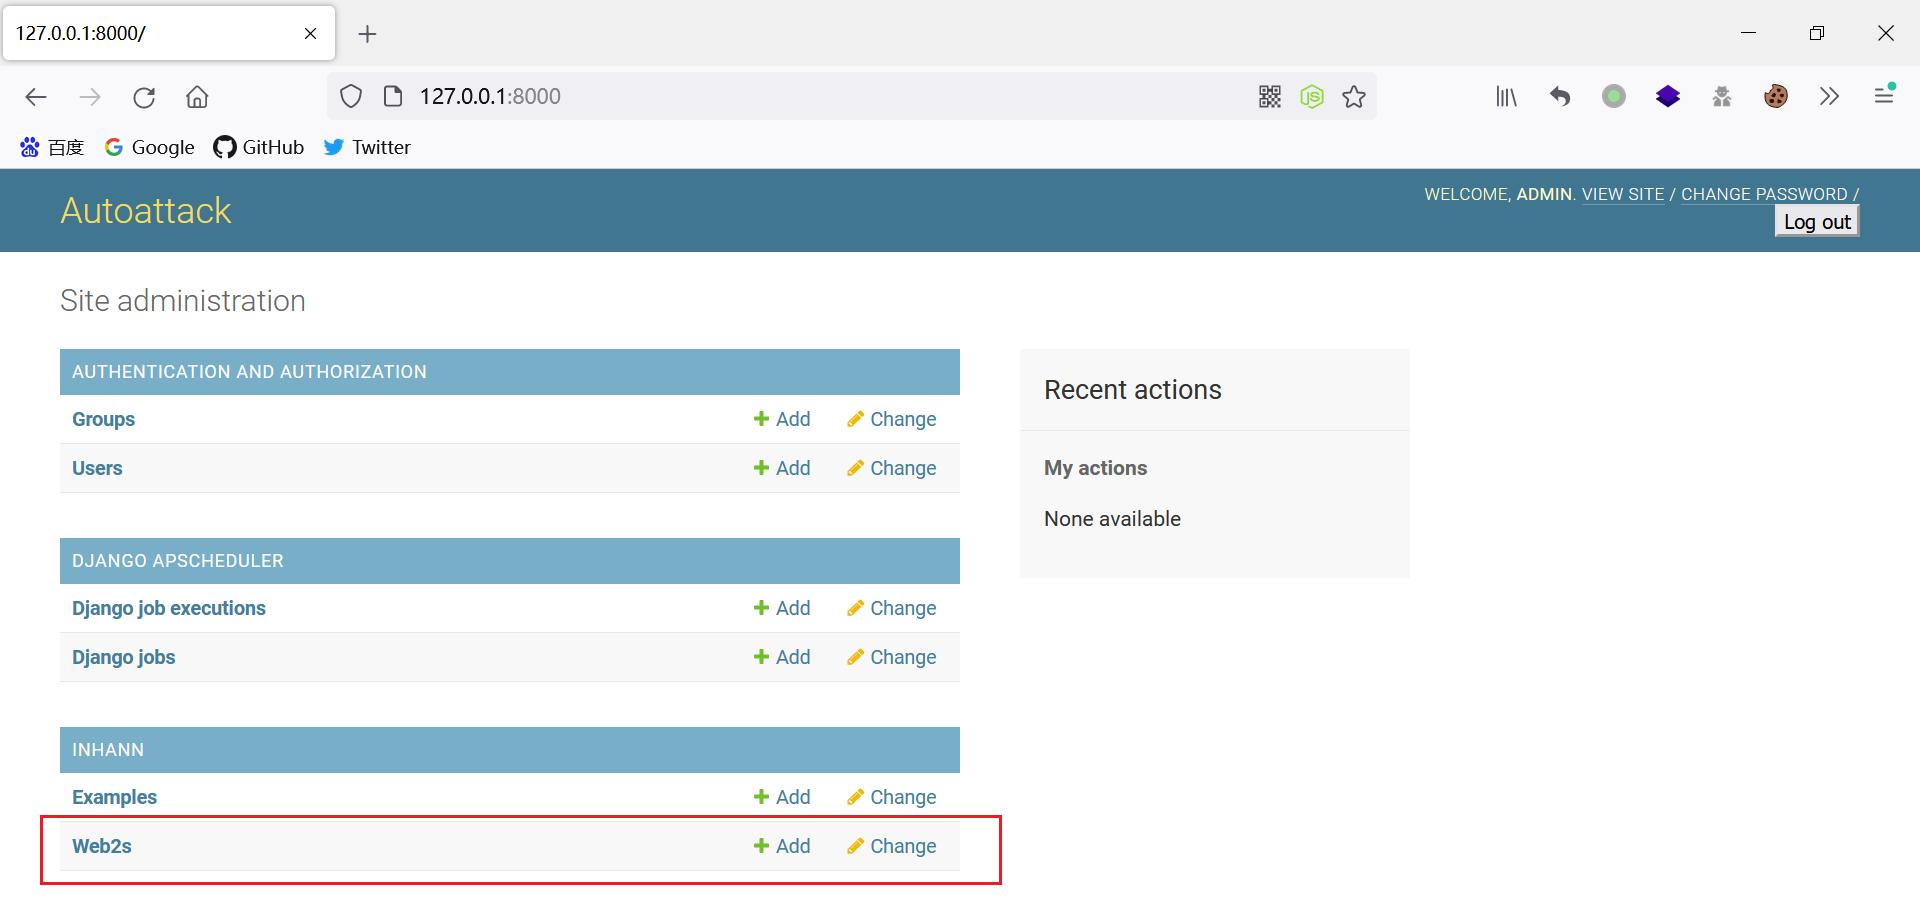 127.0.0.1:8000/
127.0.0.1:8000
JS
百度 Google GitHub Twitter
Autoattack
WELCOME, ADMIN. VIEW SITE / CHANGE PASSWORD /
Log out
Site administration
AUTHENTICATION AND AUTHORIZATION
Groups Add Change
Users Add Change
DJANGO APSCHEDULER
Django job executions Add Change
Django jobs Add Change
INHANN
Examples Add Change
Web2s Add Change
Recent actions
My actions
None available